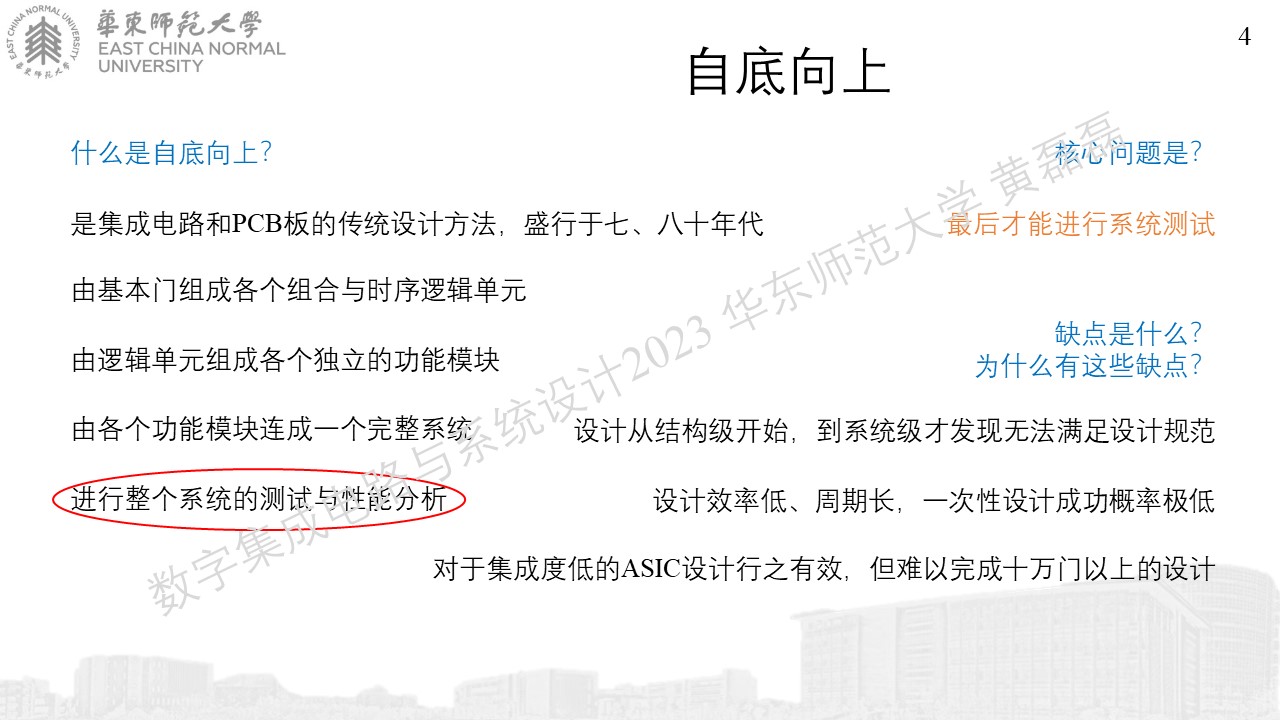 EAST CHINA NORMAL UNIVERSITY
華東师范大學
華東师范大學
EAST CHINA NORMAL
UNIVERSITY
4
自底向上
什么是自底向上？
是集成电路和PCB板的传统设计方法，盛行于七、八十年代
由基本门组成各个组合与时序逻辑单元
由逻辑单元组成各个独立的功能模块
由各个功能模块连成一个完整系统
进行整个系统的测试与性能分析
核心问题是？
最后才能进行系统测试
缺点是什么？
为什么有这些缺点？
设计从结构级开始，到系统级才发现无法满足设计规范
设计效率低、周期长，一次性设计成功概率极低
对于集成度低的ASIC设计行之有效，但难以完成十万门以上的设计
数字集成电路与系统设计2023 华东师范大学 黄磊磊